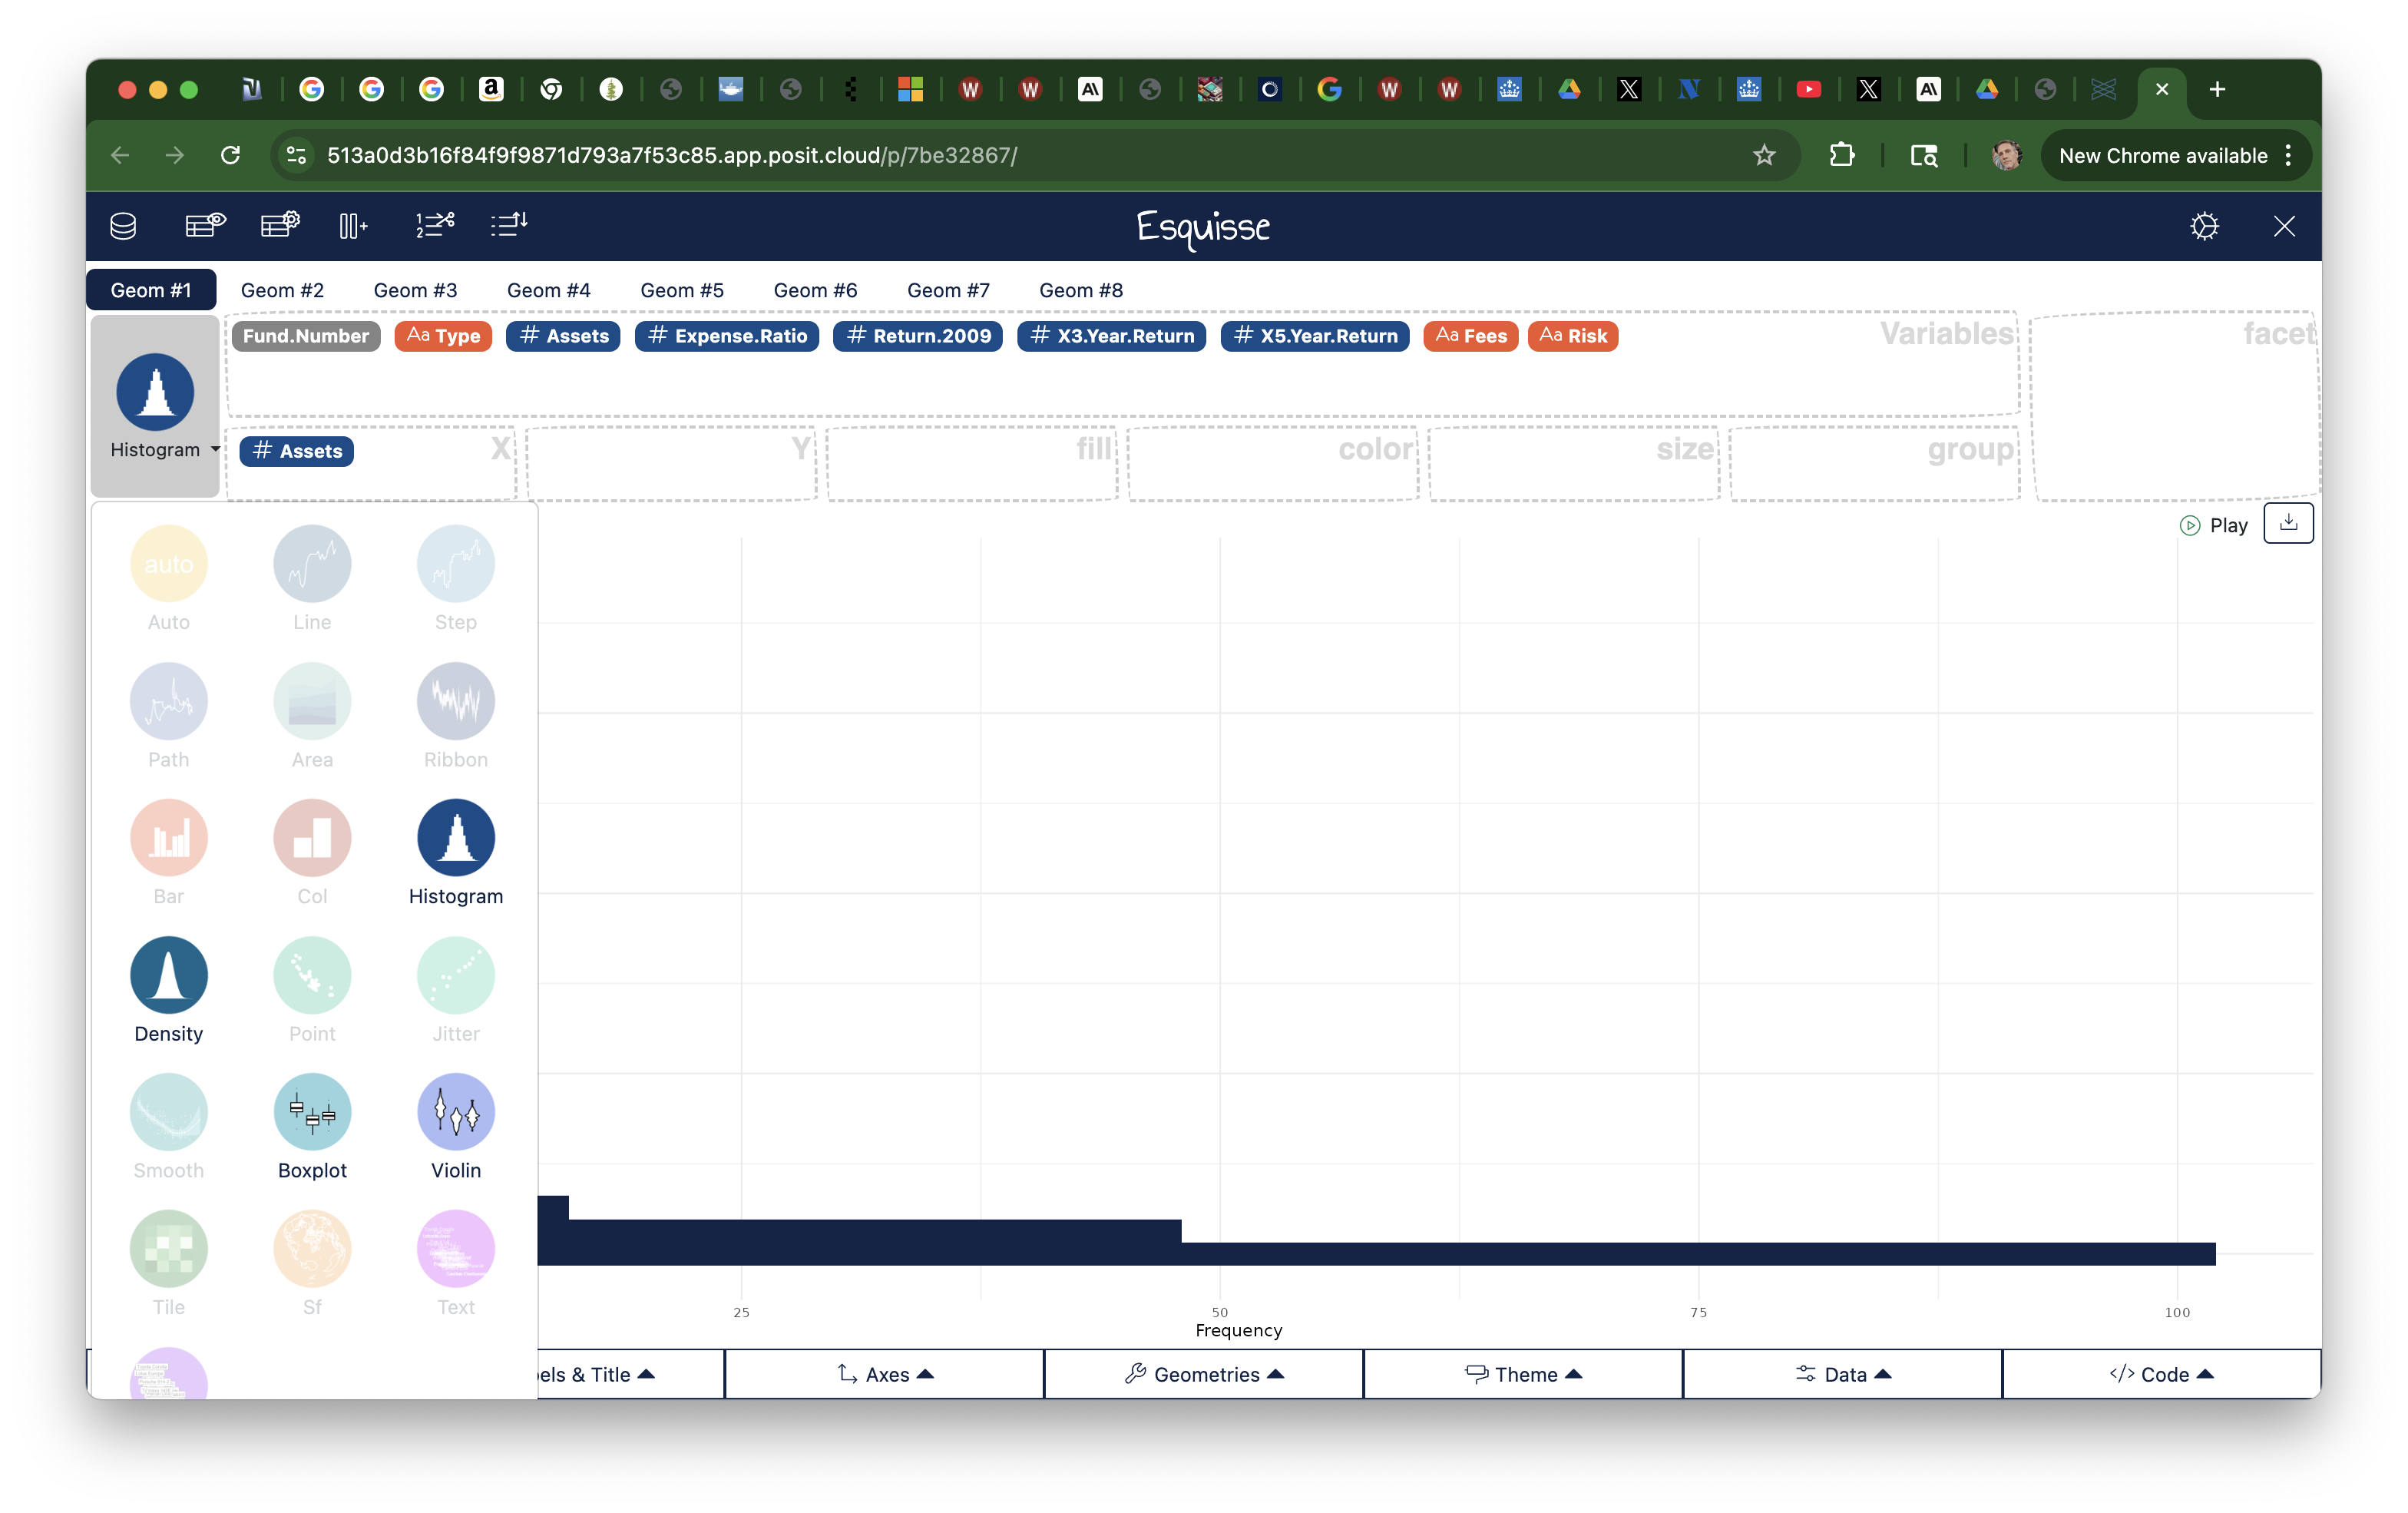 513a0d3b16f84f9f9871d793a7f53c85.app.posit.cloud/p/7be32867/
New Chrome available
Esquisse
Geom #1 Geom #2 Geom #3 Geom #4 Geom #5 Geom #6 Geom #7 Geom #8
Fund.Number Aa Type # Assets # Expense.Ratio # Return.2009 # X3.Year.Return # X5.Year.Return Aa Fees Aa Risk Variables facet
Histogram # Assets X Y fill color size group
Play
auto
Auto Line Step
Path Area Ribbon
Bar Col Histogram
Density Point Jitter
Smooth Boxplot Violin
Tile Sf Text
25 50 75 100
Frequency
els & Title Axes Geometries Theme Data </> Code